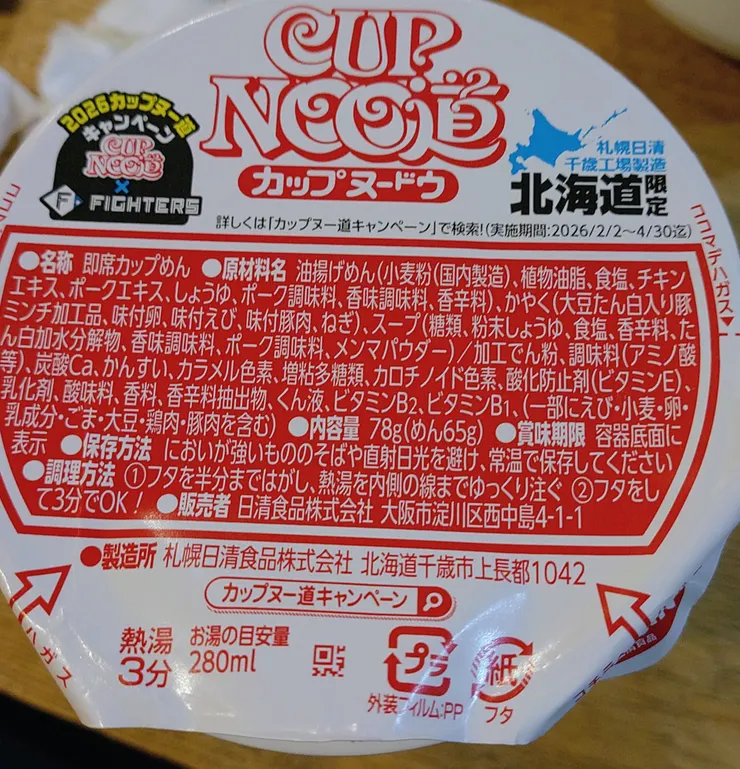 CUP
NOO道
カップヌードウ
2026カップヌー道
キャンペーン
CUP
NOO道
×
F FIGHTERS
札幌日清
千歳工場製造
北海道限定
詳しくは「カップヌー道キャンペーン」で検索!(実施期間:2026/2/2〜4/30迄)
ココマデハガス▼
●名称 即席カップめん ●原材料名 油揚げめん(小麦粉(国内製造)、植物油脂、食塩、チキン
エキス、ポークエキス、しょうゆ、ポーク調味料、香味調味料、香辛料)、かやく(大豆たん白入り豚
ミンチ加工品、味付卵、味付えび、味付豚肉、ねぎ)、スープ(糖類、粉末しょうゆ、食塩、香辛料、た
ん白加水分解物、香味調味料、ポーク調味料、メンマパウダー)/加工でん粉、調味料(アミノ酸
等)、炭酸Ca、かんすい、カラメル色素、増粘多糖類、カロチノイド色素、酸化防止剤(ビタミンE)、
乳化剤、酸味料、香料、香辛料抽出物、くん液、ビタミンB2、ビタミンB1、(一部にえび・小麦・卵・
乳成分・ごま・大豆・鶏肉・豚肉を含む) ●内容量 78g(めん65g) ●賞味期限 容器底面に
表示 ●保存方法 においが強いもののそばや直射日光を避け、常温で保存してください
●調理方法 ①フタを半分まではがし、熱湯を内側の線までゆっくり注ぐ ②フタをし
て3分でOK! ●販売者 日清食品株式会社 大阪市淀川区西中島4-1-1
●製造所 札幌日清食品株式会社 北海道千歳市上長都1042
カップヌー道キャンペーン
熱湯
3分
お湯の目安量
280ml
プラ
外装フィルム:PP
紙
フタ
ハガス